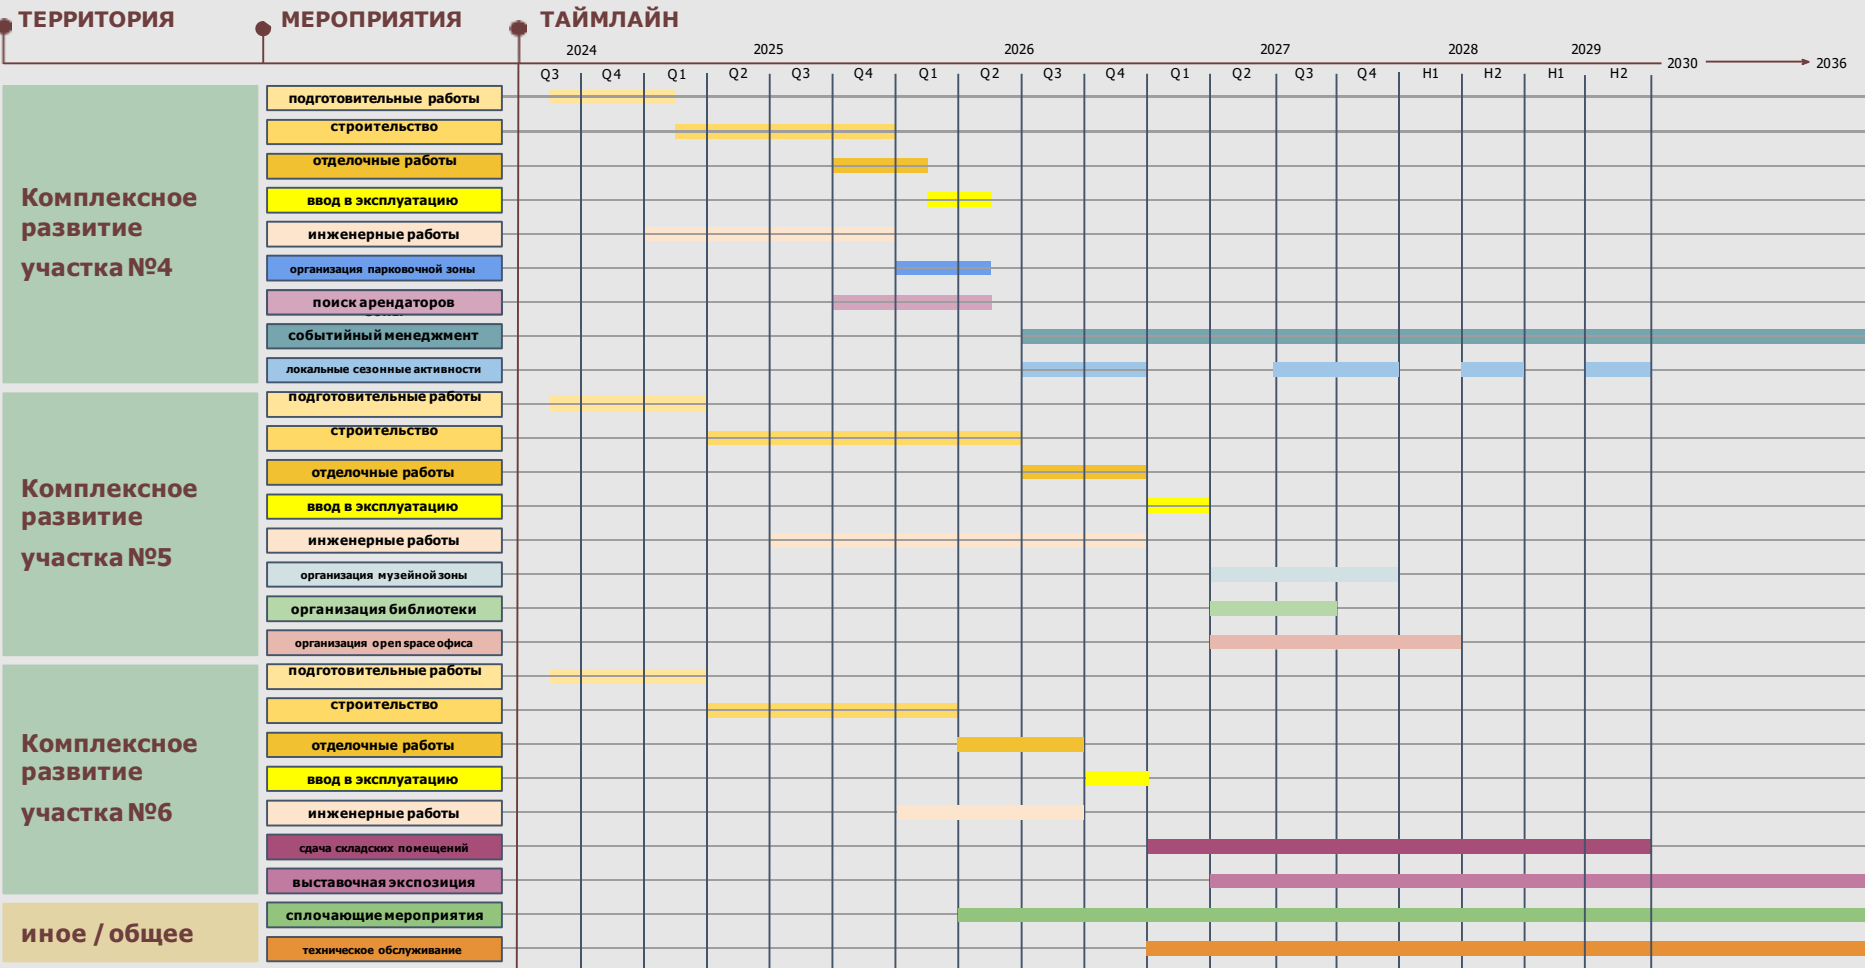 ТЕРРИТОРИЯ
МЕРОПРИЯТИЯ
ТАЙМЛАЙН
2024 2025 2026 2027 2028 2029
2030 2036
Q3 Q4 Q1 Q2 Q3 Q4 Q1 Q2 Q3 Q4 Q1 Q2 Q3 Q4 H1 H2 H1 H2
Комплексное
развитие
участка №4
подготовительные работы
строительство
отделочные работы
ввод в эксплуатацию
инженерные работы
организация парковочной зоны
поиск арендаторов
событийный менеджмент
локальные сезонные активности
Комплексное
развитие
участка №5
подготовительные работы
строительство
отделочные работы
ввод в эксплуатацию
инженерные работы
организация музейной зоны
организация библиотеки
организация open space офиса
Комплексное
развитие
участка №6
подготовительные работы
строительство
отделочные работы
ввод в эксплуатацию
инженерные работы
сдача складских помещений
выставочная экспозиция
иное / общее
сплочающие мероприятия
техническое обслуживание